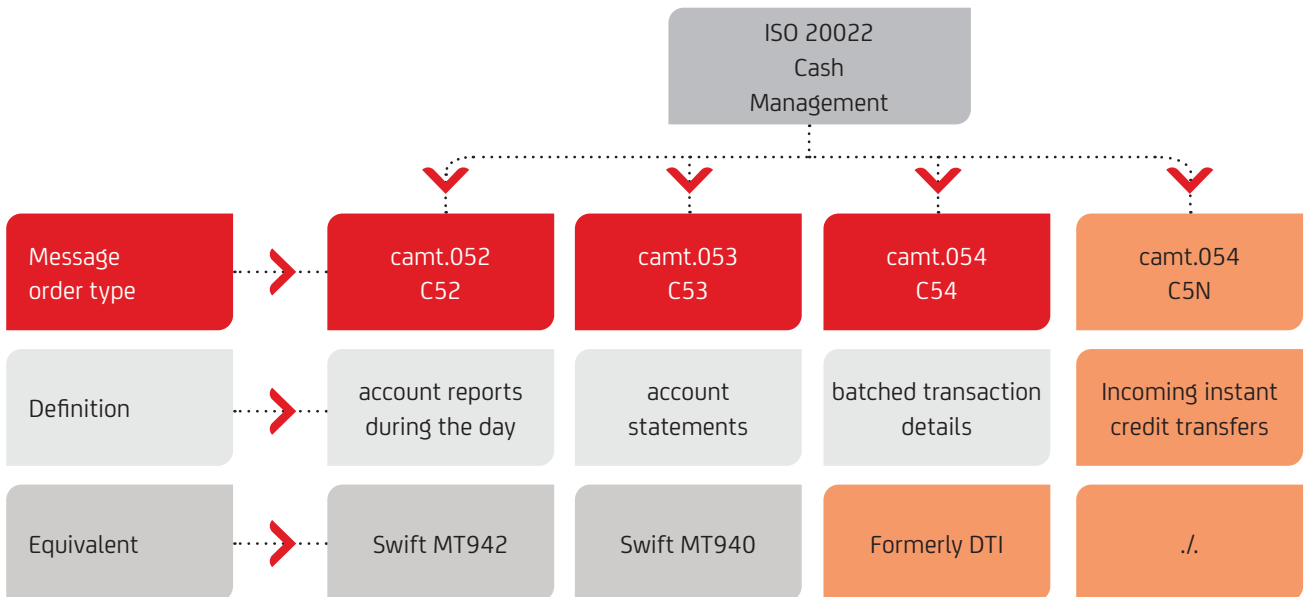 ISO 20022
Cash
Management
Message
order type
camt.052
C52
camt.053
C53
camt.054
C54
camt.054
C5N
Definition
account reports
during the day
account
statements
batched transaction
details
Incoming instant
credit transfers
Equivalent
Swift MT942
Swift MT940
Formerly DTI
./.